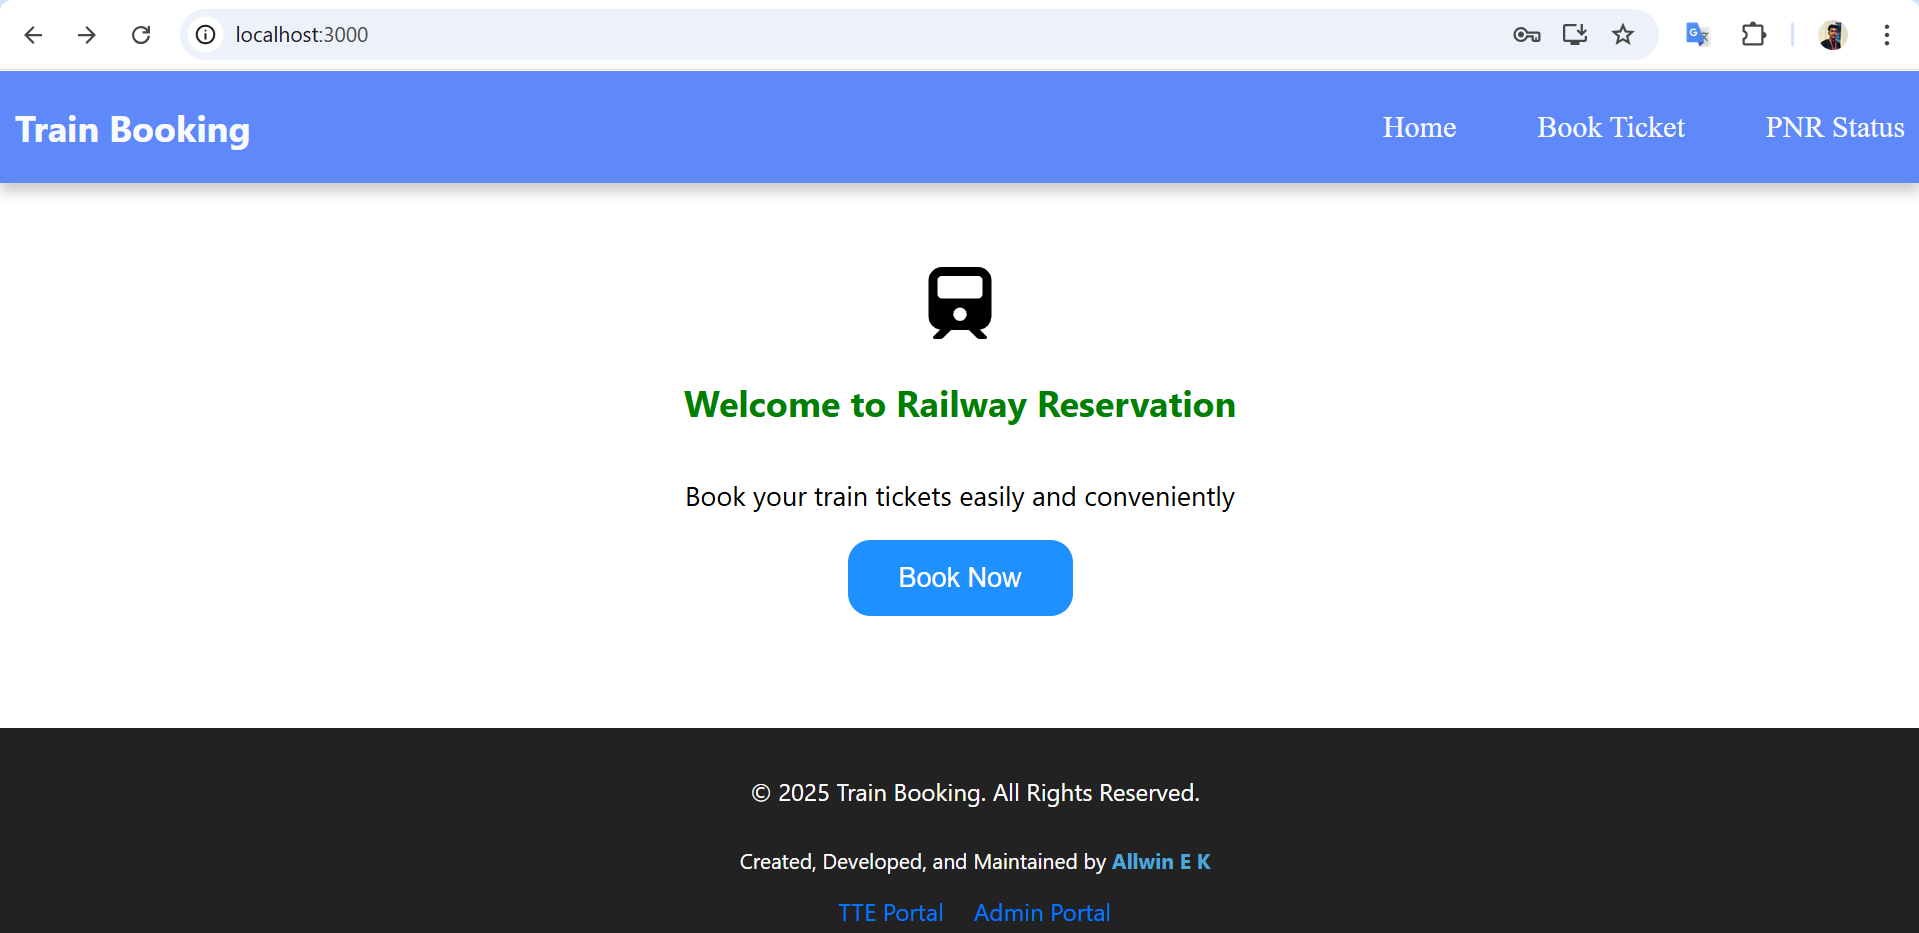 localhost:3000
Train Booking
Home Book Ticket PNR Status
Welcome to Railway Reservation
Book your train tickets easily and conveniently
Book Now
© 2025 Train Booking. All Rights Reserved.
Created, Developed, and Maintained by Allwin E K
TTE Portal Admin Portal